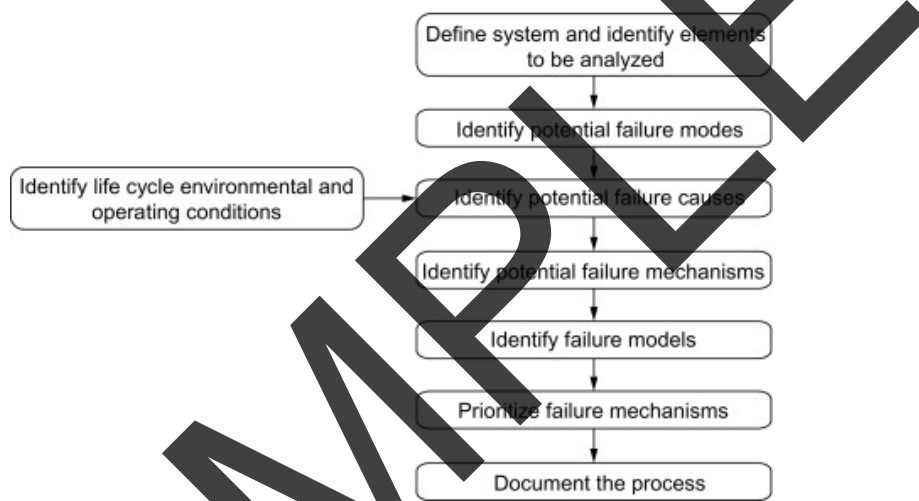 Define system and identify elements
to be analyzed
Identify potential failure modes
Identify life cycle environmental and
operating conditions
Identify potential failure causes
Identify potential failure mechanisms
Identify failure models
Prioritize failure mechanisms
Document the process
MPLE